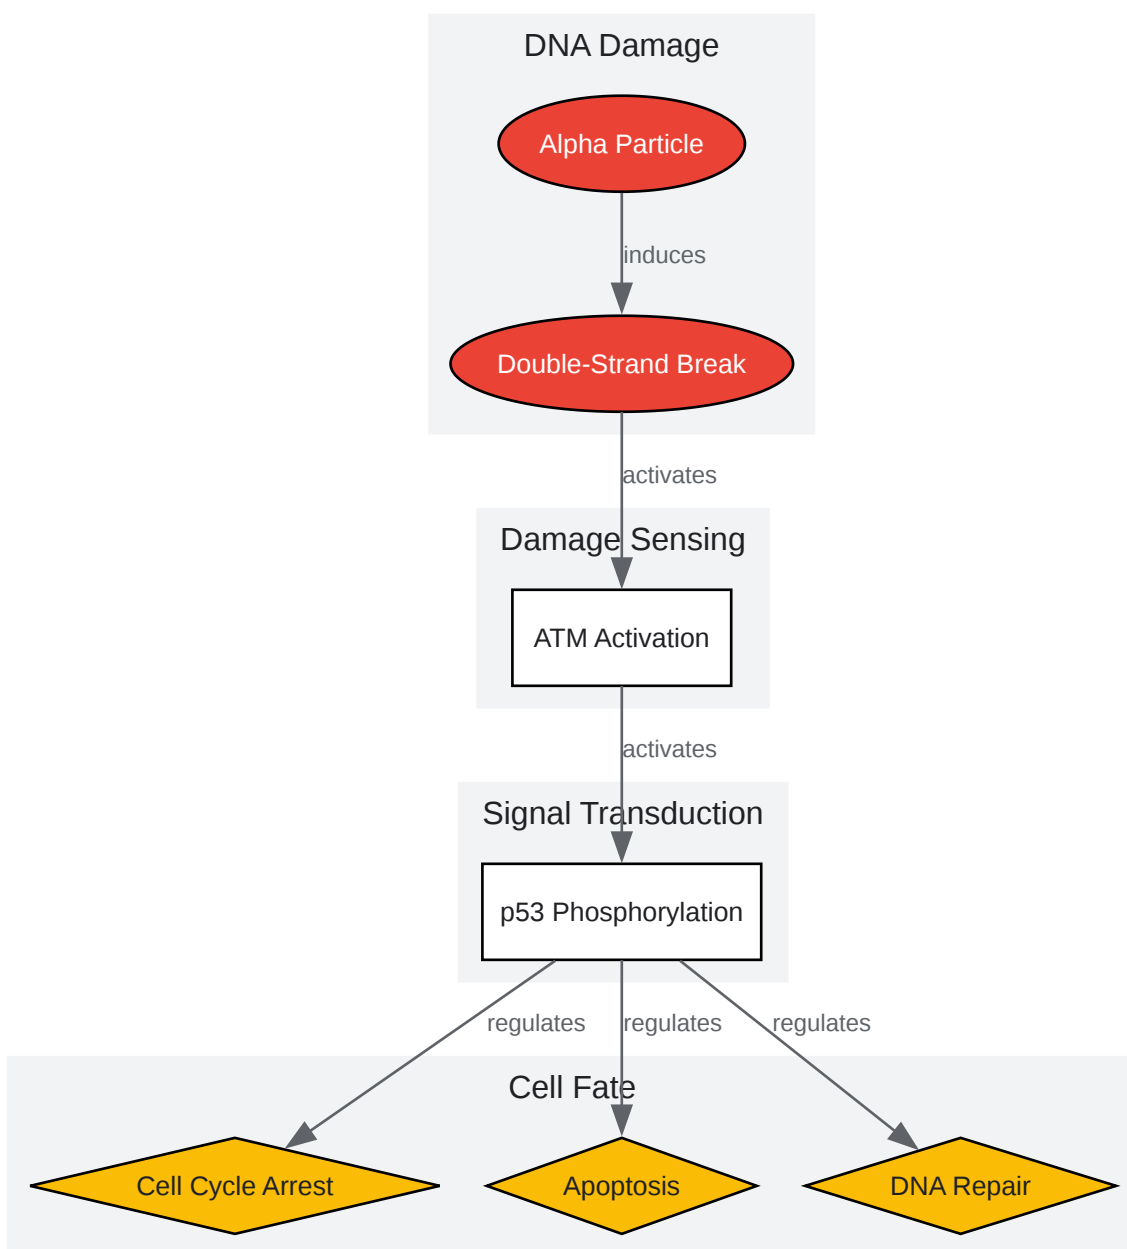 DNA Damage
Alpha Particle
induces
Double-Strand Break
activates
Damage Sensing
ATM Activation
activates
Signal Transduction
p53 Phosphorylation
regulates
regulates
regulates
Cell Fate
Cell Cycle Arrest
Apoptosis
DNA Repair